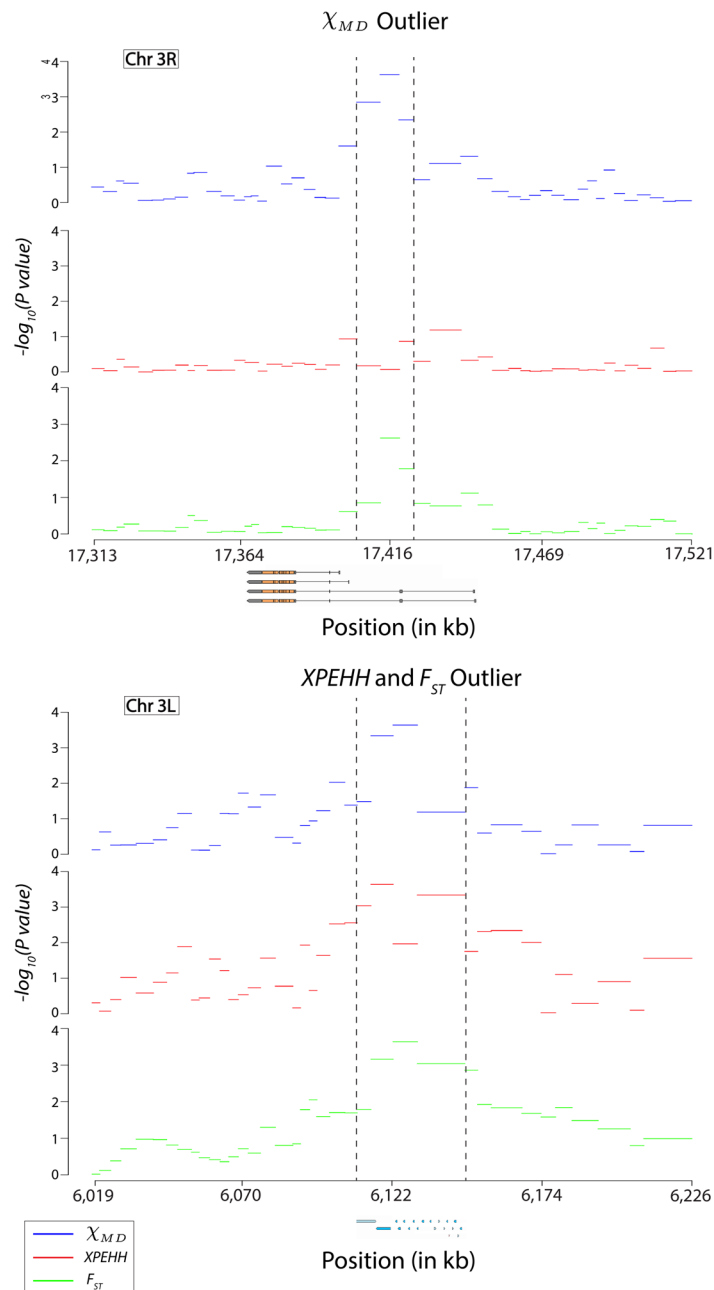 χMD Outlier
Chr 3R
4
3
4
3
2
1
0
4
3
2
1
0
4
3
2
1
0
-log10(P value)
17,313 17,364 17,416 17,469 17,521
Position (in kb)
XPEHH and FST Outlier
Chr 3L
4
3
2
1
0
4
3
2
1
0
4
3
2
1
0
-log10(P value)
6,019 6,070 6,122 6,174 6,226
Position (in kb)
χMD
XPEHH
FST